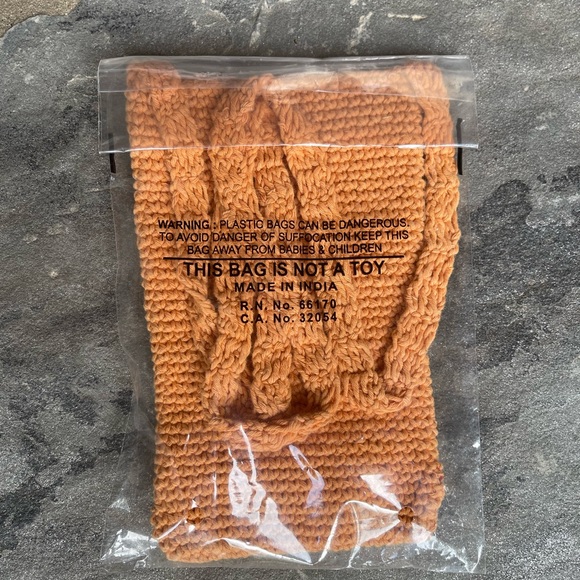 WARNING.: PLASTIC BAGS CAN BE DANGEROUS.
TO AVOID DANGER OF SUFFOCATION KEEP THIS
BAG AWAY FROM BABIES & CHILDREN
THIS BAG IS NOT A TOY
MADE IN INDIA
R.N. No. 66170
C.A. No. 32054